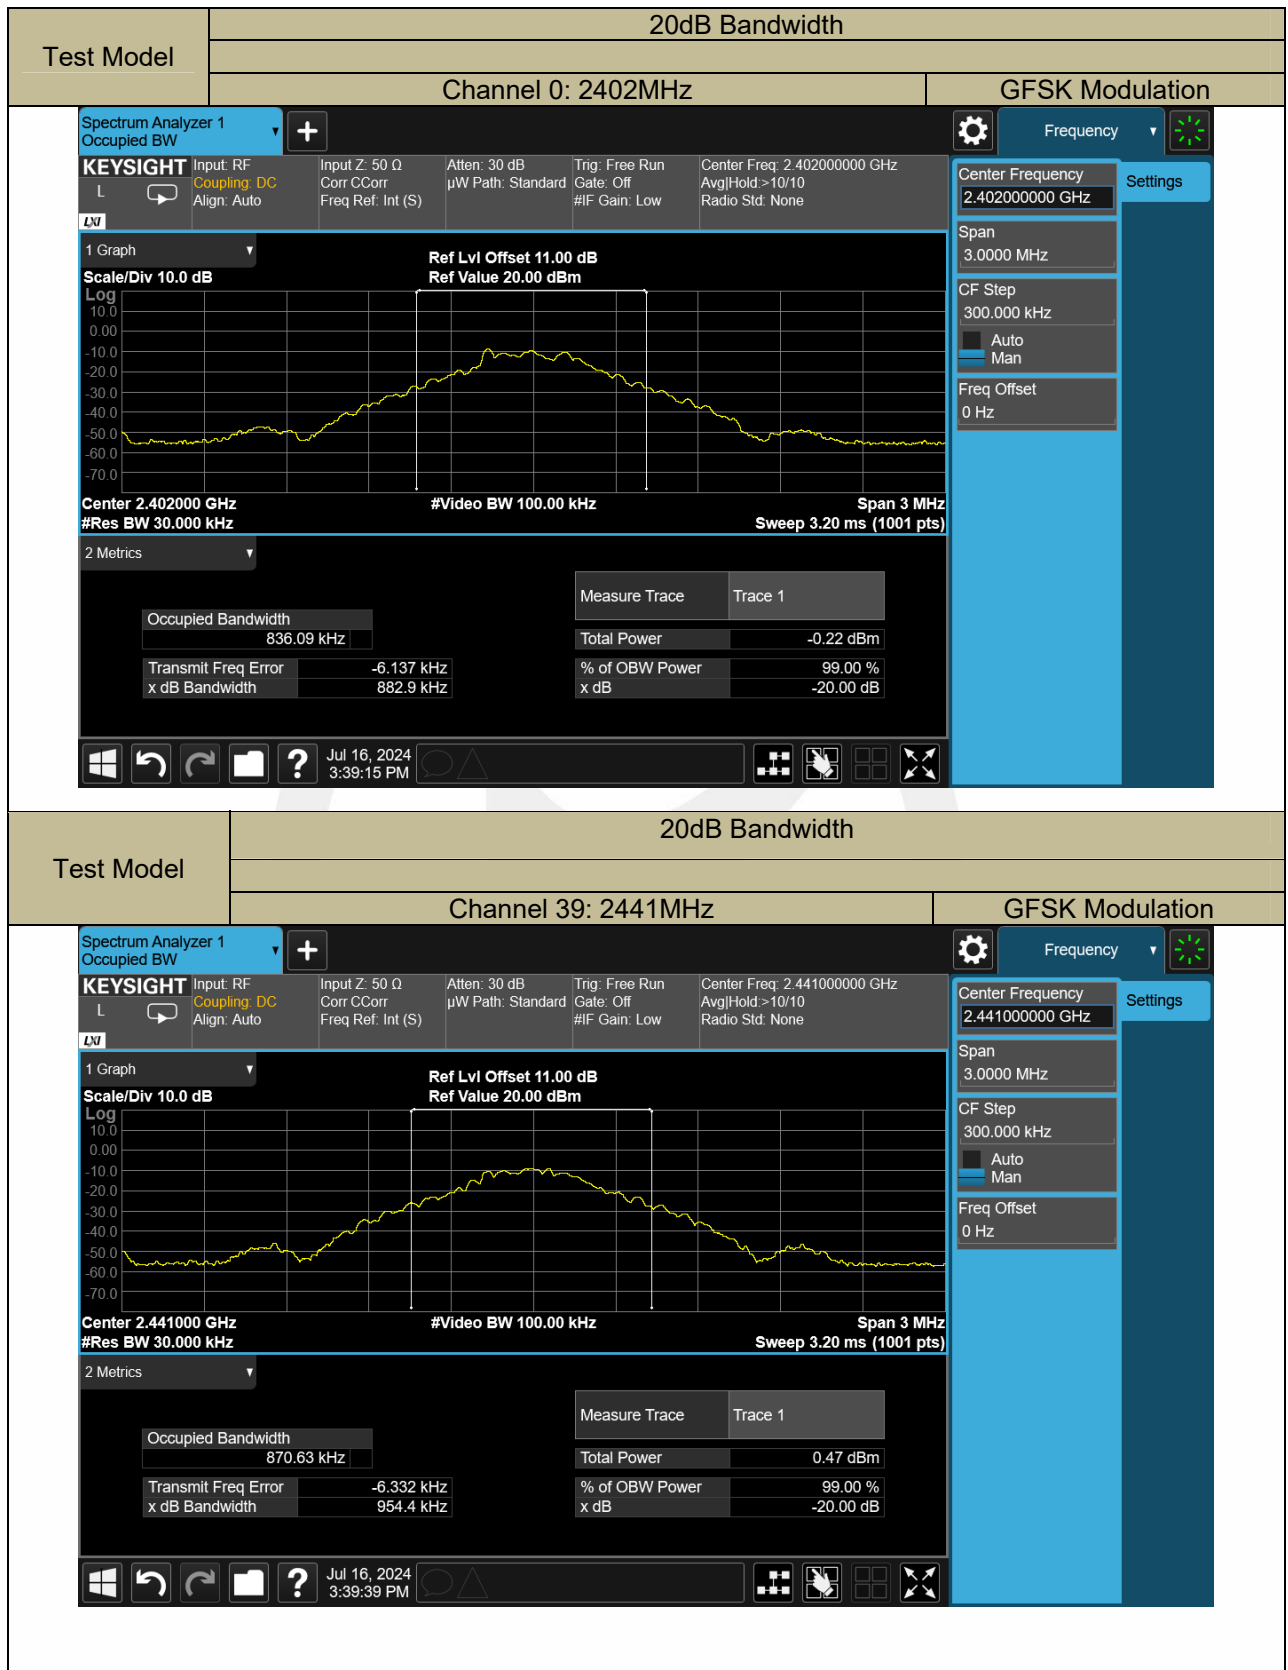 20dB Bandwidth
Test Model
Channel 0: 2402MHz
GFSK Modulation
Spectrum Analyzer 1
Occupied BW
+
Frequency
KEYSIGHT
L
LXI
Input: RF
Coupling: DC
Align: Auto
Input Z: 50 Ω
Corr CCorr
Freq Ref: Int (S)
Atten: 30 dB
µW Path: Standard
Trig: Free Run
Gate: Off
#IF Gain: Low
Center Freq: 2.402000000 GHz
Avg|Hold:>10/10
Radio Std: None
Center Frequency
2.402000000 GHz
Settings
Span
3.0000 MHz
CF Step
300.000 kHz
Auto
Man
Freq Offset
0 Hz
1 Graph
Scale/Div 10.0 dB
Ref Lvl Offset 11.00 dB
Ref Value 20.00 dBm
Log
10.0
0.00
-10.0
-20.0
-30.0
-40.0
-50.0
-60.0
-70.0
Center 2.402000 GHz
#Video BW 100.00 kHz
Span 3 MHz
#Res BW 30.000 kHz
Sweep 3.20 ms (1001 pts)
2 Metrics
Measure Trace
Trace 1
Occupied Bandwidth
836.09 kHz
Total Power
-0.22 dBm
Transmit Freq Error
-6.137 kHz
% of OBW Power
99.00 %
x dB Bandwidth
882.9 kHz
x dB
-20.00 dB
?
Jul 16, 2024
3:39:15 PM
20dB Bandwidth
Test Model
Channel 39: 2441MHz
GFSK Modulation
Spectrum Analyzer 1
Occupied BW
+
Frequency
KEYSIGHT
L
LXI
Input: RF
Coupling: DC
Align: Auto
Input Z: 50 Ω
Corr CCorr
Freq Ref: Int (S)
Atten: 30 dB
µW Path: Standard
Trig: Free Run
Gate: Off
#IF Gain: Low
Center Freq: 2.441000000 GHz
Avg|Hold:>10/10
Radio Std: None
Center Frequency
2.441000000 GHz
Settings
Span
3.0000 MHz
CF Step
300.000 kHz
Auto
Man
Freq Offset
0 Hz
1 Graph
Scale/Div 10.0 dB
Ref Lvl Offset 11.00 dB
Ref Value 20.00 dBm
Log
10.0
0.00
-10.0
-20.0
-30.0
-40.0
-50.0
-60.0
-70.0
Center 2.441000 GHz
#Video BW 100.00 kHz
Span 3 MHz
#Res BW 30.000 kHz
Sweep 3.20 ms (1001 pts)
2 Metrics
Measure Trace
Trace 1
Occupied Bandwidth
870.63 kHz
Total Power
0.47 dBm
Transmit Freq Error
-6.332 kHz
% of OBW Power
99.00 %
x dB Bandwidth
954.4 kHz
x dB
-20.00 dB
?
Jul 16, 2024
3:39:39 PM